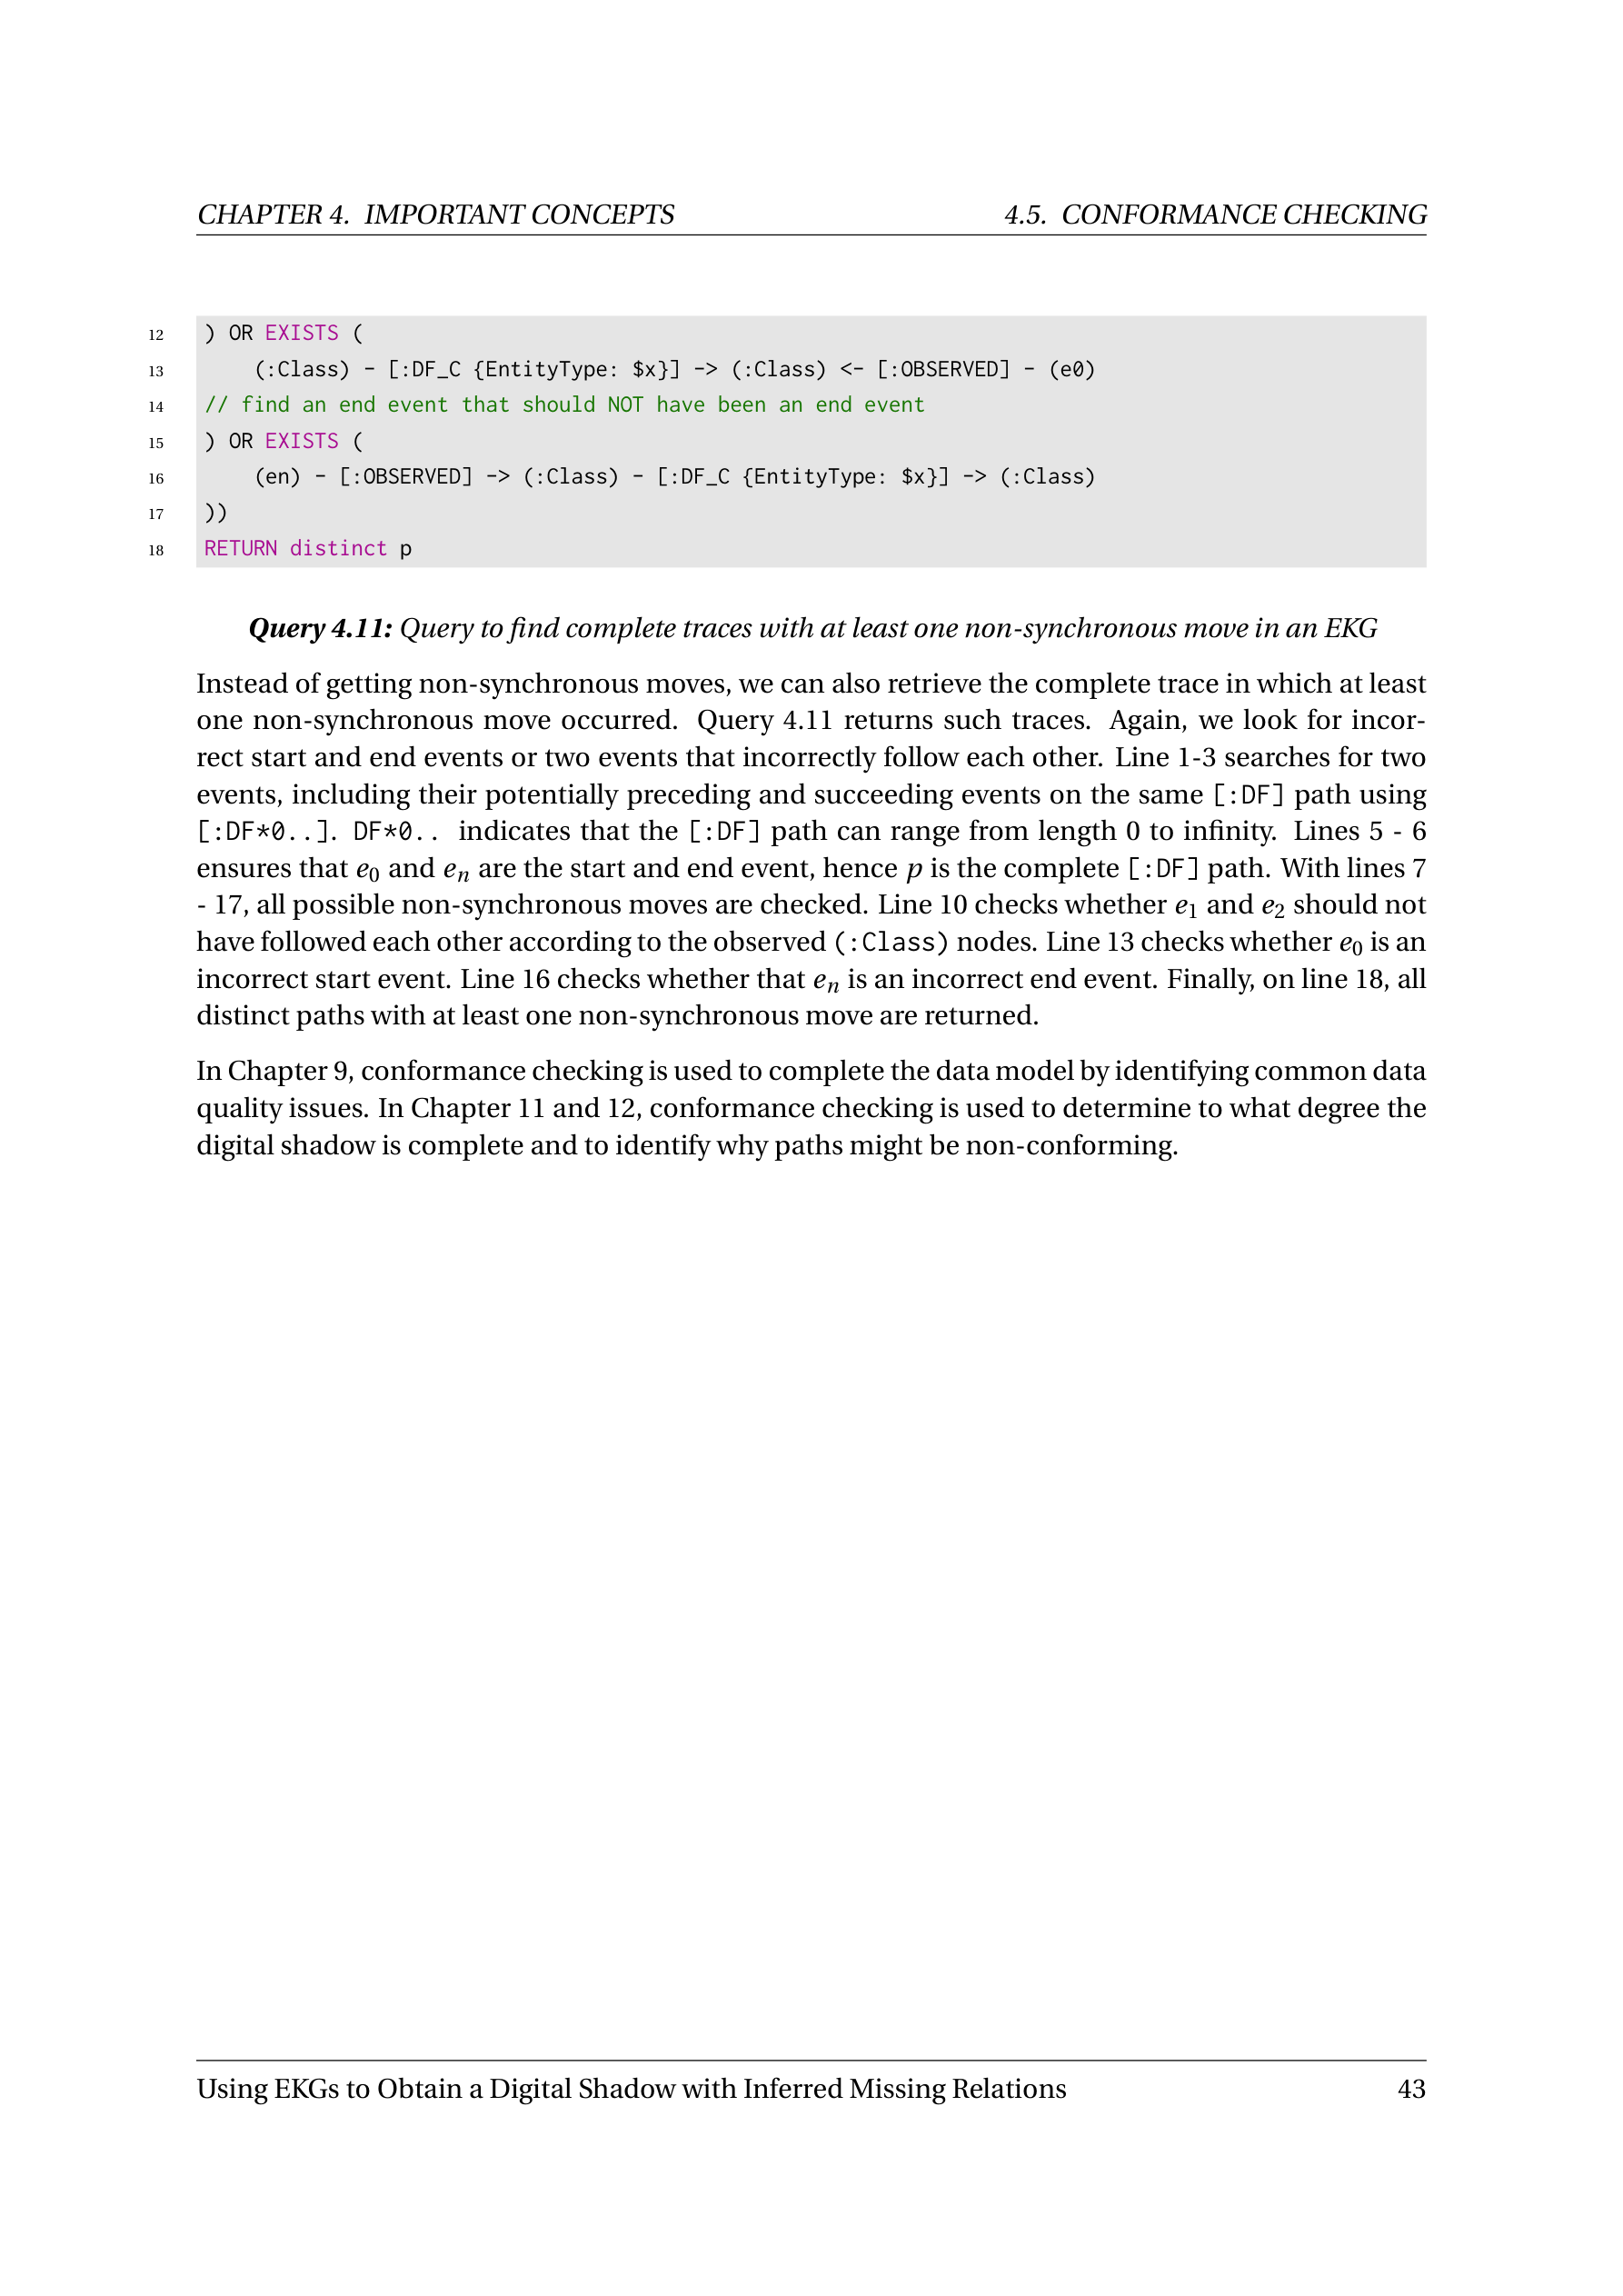 CHAPTER 4. IMPORTANT CONCEPTS 4.5. CONFORMANCE CHECKING
12 ) OR EXISTS (
13 (:Class) - [:DF_C {EntityType: $x}] -> (:Class) <- [:OBSERVED] - (e0)
14 // find an end event that should NOT have been an end event
15 ) OR EXISTS (
16 (en) - [:OBSERVED] -> (:Class) - [:DF_C {EntityType: $x}] -> (:Class)
17 ))
18 RETURN distinct p
Query 4.11: Query to find complete traces with at least one non-synchronous move in an EKG
Instead of getting non-synchronous moves, we can also retrieve the complete trace in which at least
one non-synchronous move occurred. Query 4.11 returns such traces. Again, we look for incor-
rect start and end events or two events that incorrectly follow each other. Line 1-3 searches for two
events, including their potentially preceding and succeeding events on the same [:DF] path using
[:DF*0..]. DF*0.. indicates that the [:DF] path can range from length 0 to infinity. Lines 5 - 6
ensures that e0 and en are the start and end event, hence p is the complete [:DF] path. With lines 7
- 17, all possible non-synchronous moves are checked. Line 10 checks whether e1 and e2 should not
have followed each other according to the observed (:Class) nodes. Line 13 checks whether e0 is an
incorrect start event. Line 16 checks whether that en is an incorrect end event. Finally, on line 18, all
distinct paths with at least one non-synchronous move are returned.
In Chapter 9, conformance checking is used to complete the data model by identifying common data
quality issues. In Chapter 11 and 12, conformance checking is used to determine to what degree the
digital shadow is complete and to identify why paths might be non-conforming.
Using EKGs to Obtain a Digital Shadow with Inferred Missing Relations 43